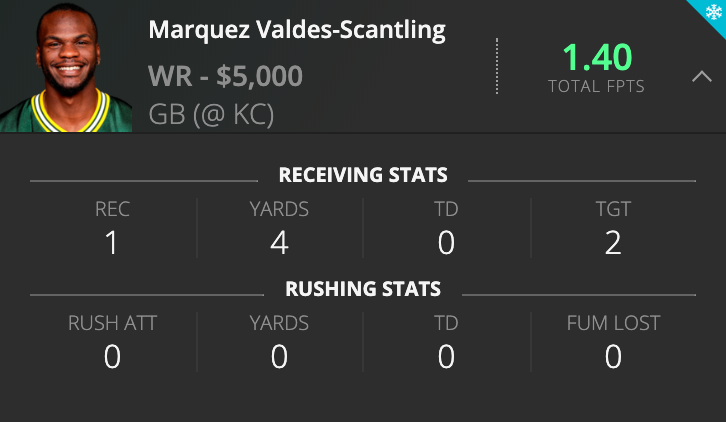 Marquez Valdes-Scantling
WR - $5,000
GB (@ KC)
1.40
TOTAL FPTS
RECEIVING STATS
REC YARDS TD TGT
1 4 0 2
RUSHING STATS
RUSH ATT YARDS TD FUM LOST
0 0 0 0